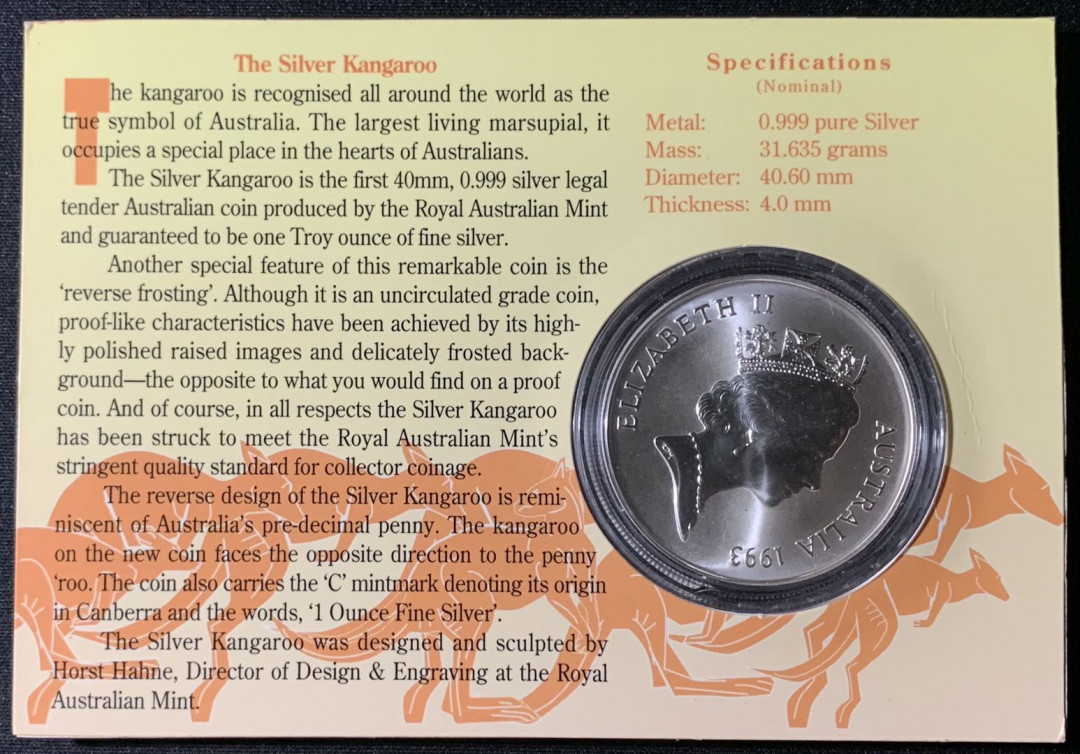 The Silver Kangaroo
The kangaroo is recognised all around the world as the
true symbol of Australia. The largest living marsupial, it
occupies a special place in the hearts of Australians.
The Silver Kangaroo is the first 40mm, 0.999 silver legal
tender Australian coin produced by the Royal Australian Mint
and guaranteed to be one Troy ounce of fine silver.
Another special feature of this remarkable coin is the
‘reverse frosting’. Although it is an uncirculated grade coin,
proof-like characteristics have been achieved by its high-
ly polished raised images and delicately frosted back-
ground—the opposite to what you would find on a proof
coin. And of course, in all respects the Silver Kangaroo
has been struck to meet the Royal Australian Mint's
stringent quality standard for collector coinage.
The reverse design of the Silver Kangaroo is remi-
niscent of Australia's pre-decimal penny. The kangaroo
on the new coin faces the opposite direction to the penny
‘roo. The coin also carries the ‘C’ mintmark denoting its origin
in Canberra and the words, ‘1 Ounce Fine Silver’.
The Silver Kangaroo was designed and sculpted by
Horst Hahne, Director of Design & Engraving at the Royal
Australian Mint.
Specifications
(Nominal)
Metal: 0.999 pure Silver
Mass: 31.635 grams
Diameter: 40.60 mm
Thickness: 4.0 mm
ELIZABETH II
AUSTRALIA 1993